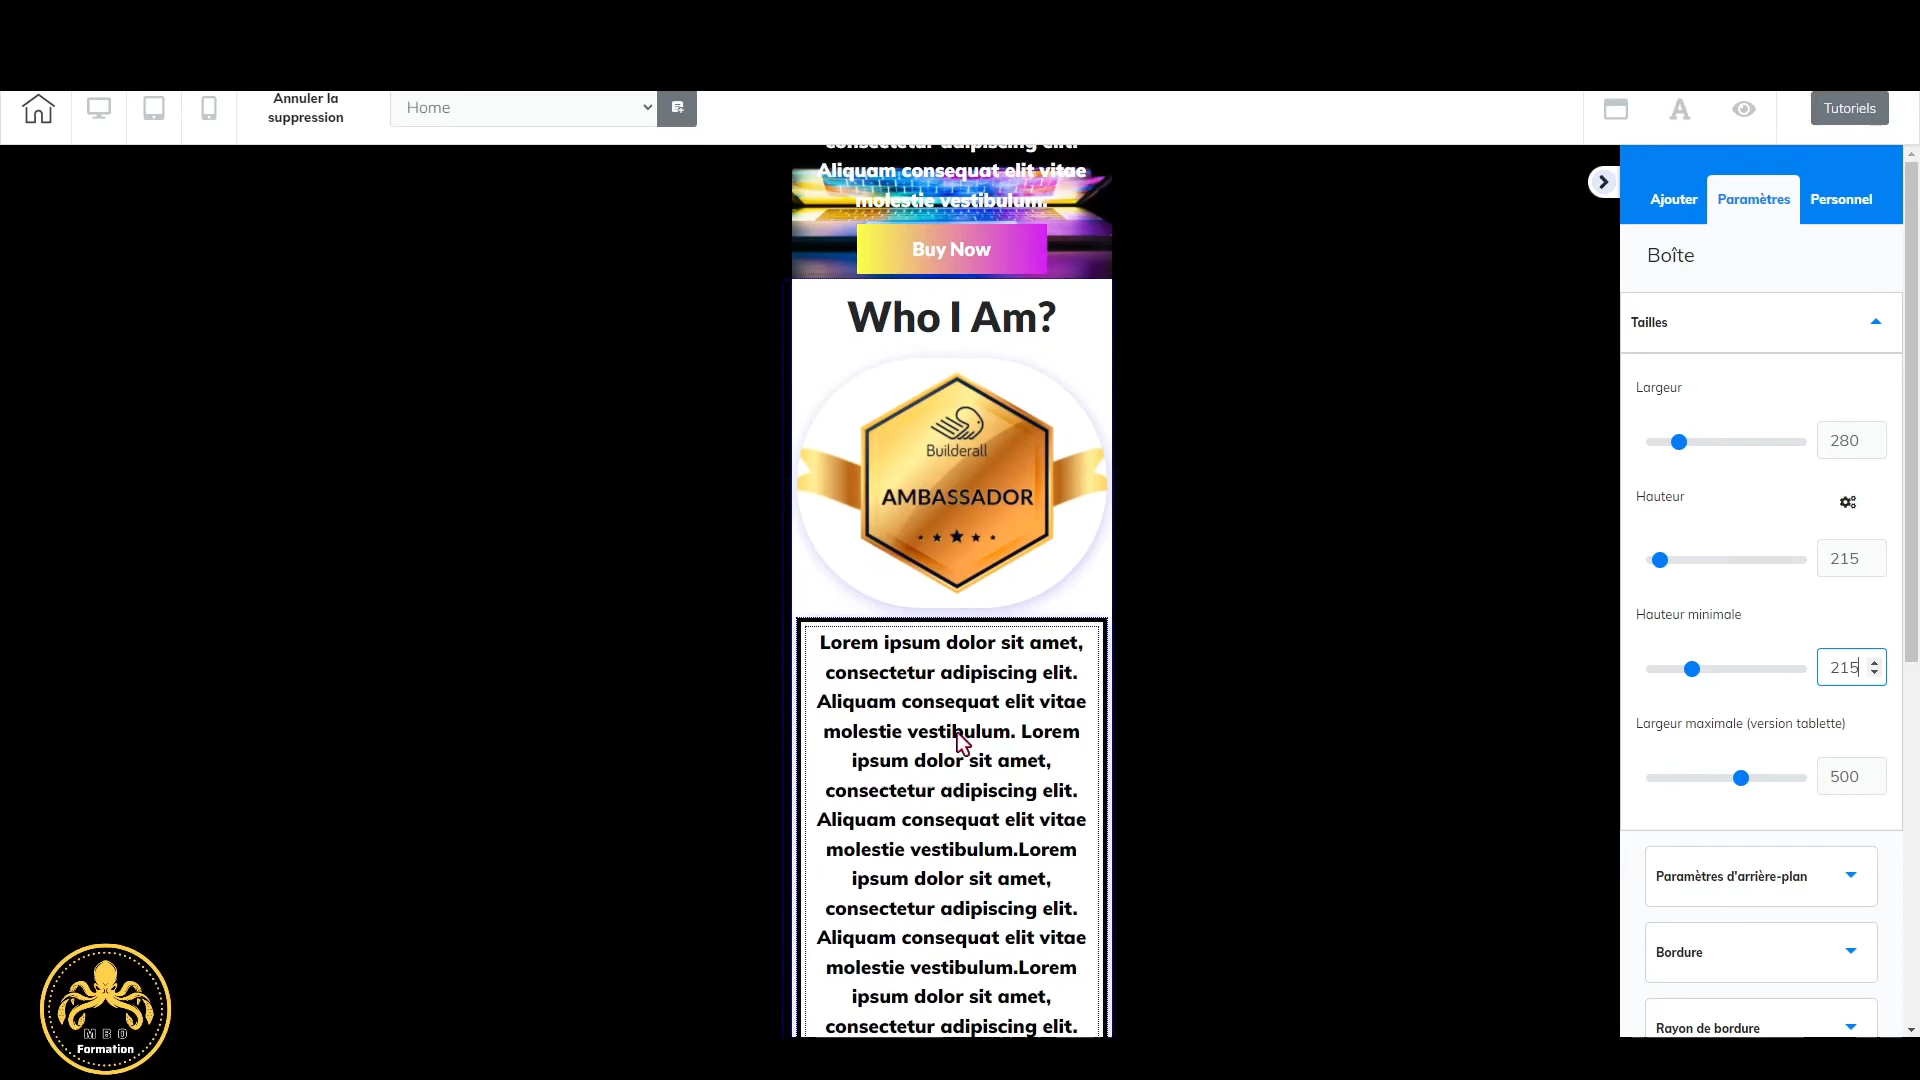 Annuler la
suppression
Home
Tutoriels
consectetur adipiscing elit.
Aliquam consequat elit vitae
molestie vestibulum.
Buy Now
Who I Am?
Builderall
AMBASSADOR
Lorem ipsum dolor sit amet,
consectetur adipiscing elit.
Aliquam consequat elit vitae
molestie vestibulum. Lorem
ipsum dolor sit amet,
consectetur adipiscing elit.
Aliquam consequat elit vitae
molestie vestibulum.Lorem
ipsum dolor sit amet,
consectetur adipiscing elit.
Aliquam consequat elit vitae
molestie vestibulum.Lorem
ipsum dolor sit amet,
consectetur adipiscing elit.
Ajouter
Paramètres
Personnel
Boîte
Tailles
Largeur
280
Hauteur
215
Hauteur minimale
215
Largeur maximale (version tablette)
500
Paramètres d'arrière-plan
Bordure
Rayon de bordure
MBO
Formation